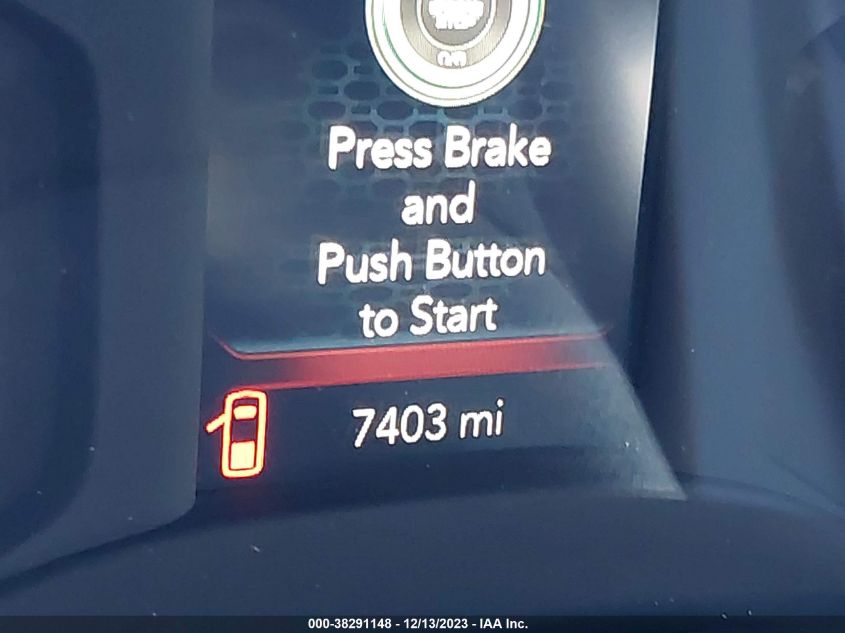 Press Brake
and
Push Button
to Start
7403 mi
000-38291148 - 12/13/2023 - IAA Inc.